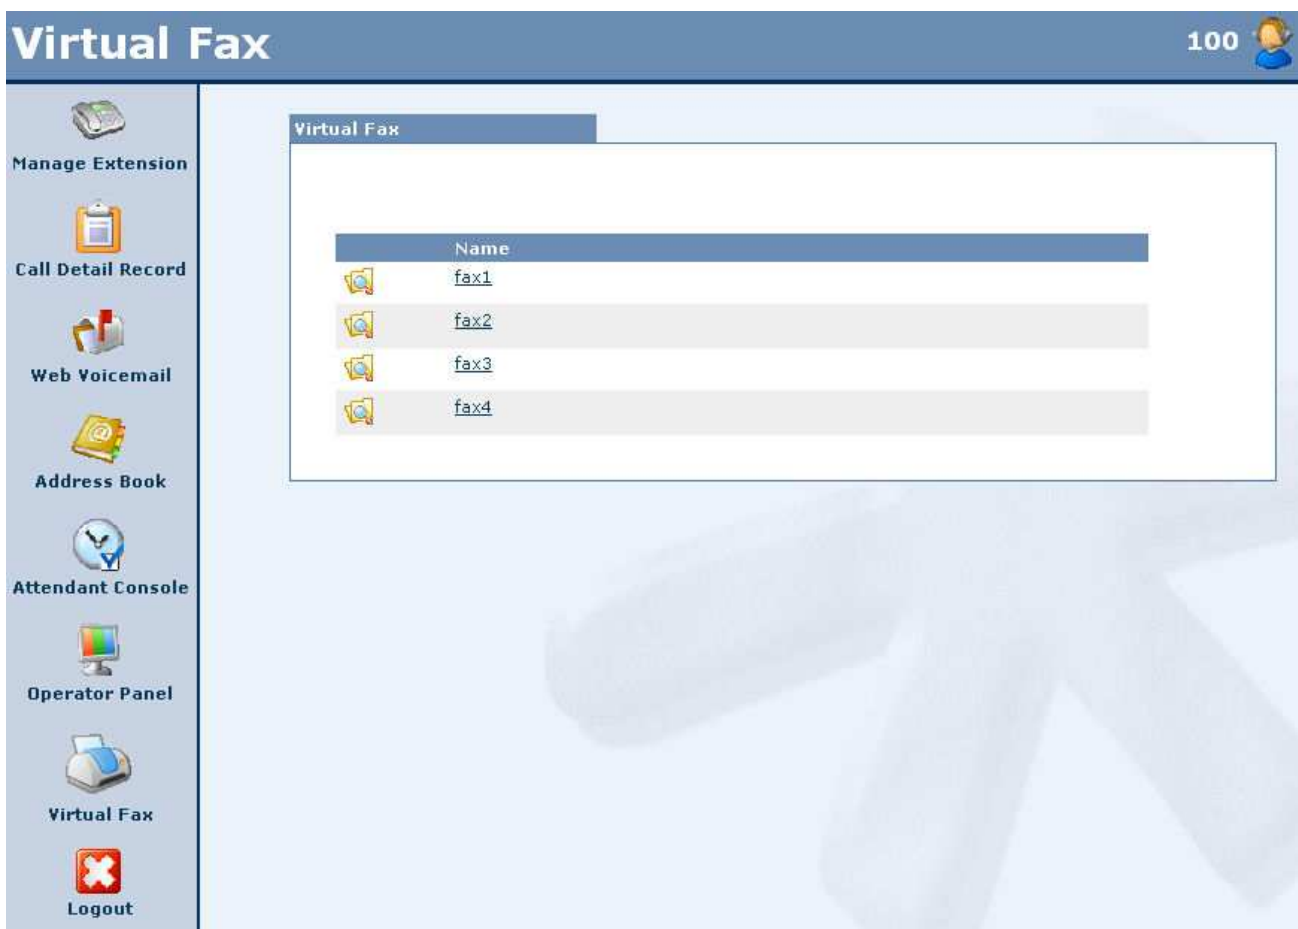 Virtual Fax
100
Manage Extension
Call Detail Record
Web Voicemail
Address Book
Attendant Console
Operator Panel
Virtual Fax
Logout
Virtual Fax
Name
fax1
fax2
fax3
fax4